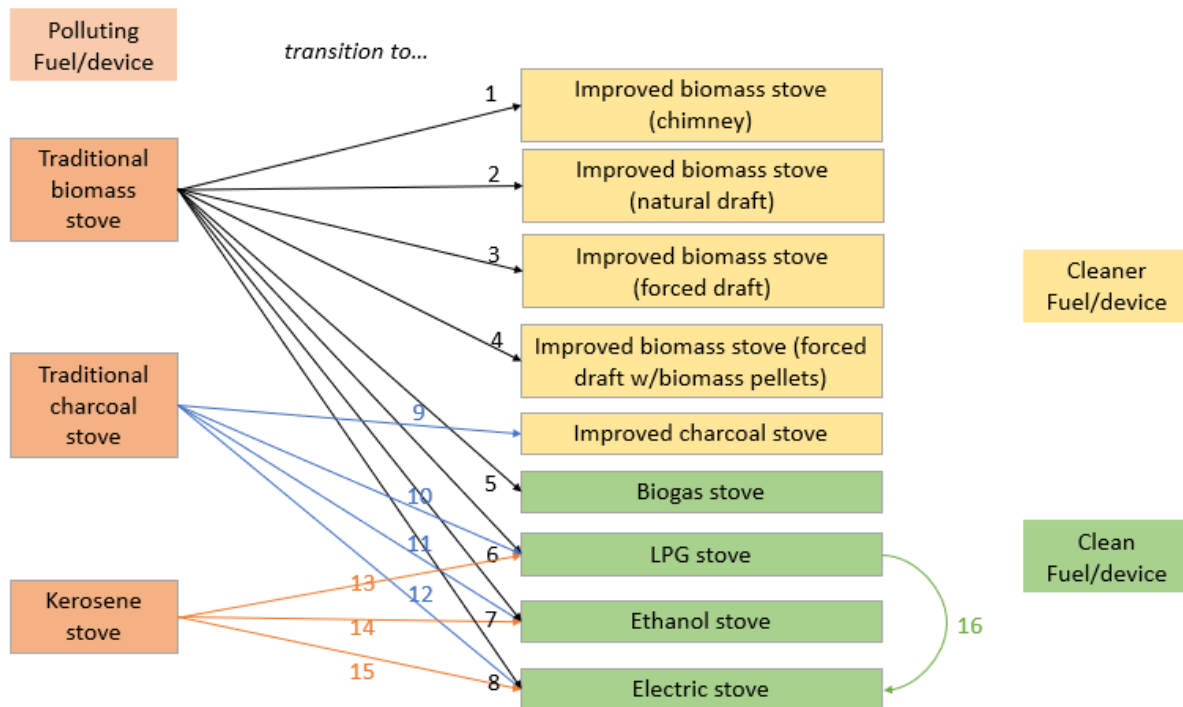 Polluting
Fuel/device
transition to...
1
Improved biomass stove
(chimney)
Traditional
biomass
stove
2
Improved biomass stove
(natural draft)
3
Improved biomass stove
(forced draft)
Cleaner
Fuel/device
4
Improved biomass stove (forced
draft w/biomass pellets)
Traditional
charcoal
stove
9
Improved charcoal stove
5
Biogas stove
10
11
6
LPG stove
Clean
Fuel/device
Kerosene
stove
13
12
14
7
Ethanol stove
16
15
8
Electric stove